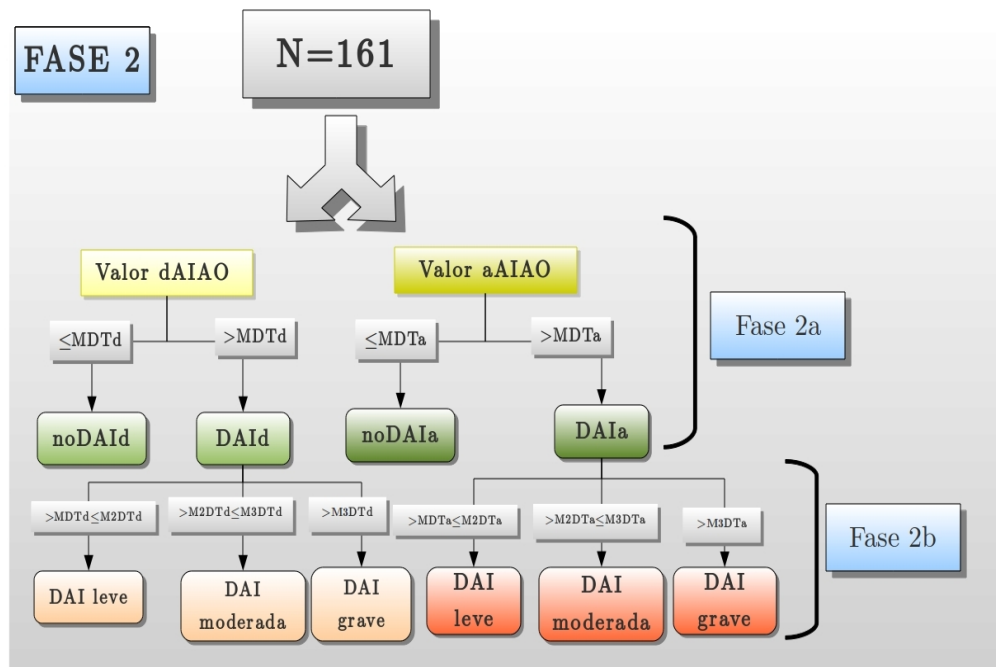 FASE 2
N=161
Valor dAIAO
Valor aAIAO
≤MDTd
>MDTd
≤MDTa
>MDTa
Fase 2a
noDAId
DAId
noDAIa
DAIa
>MDTd≤M2DTd
>M2DTd≤M3DTd
>M3DTd
>MDTa≤M2DTa
>M2DTa≤M3DTa
>M3DTa
Fase 2b
DAI leve
DAI
moderada
DAI
grave
DAI
leve
DAI
moderada
DAI
grave